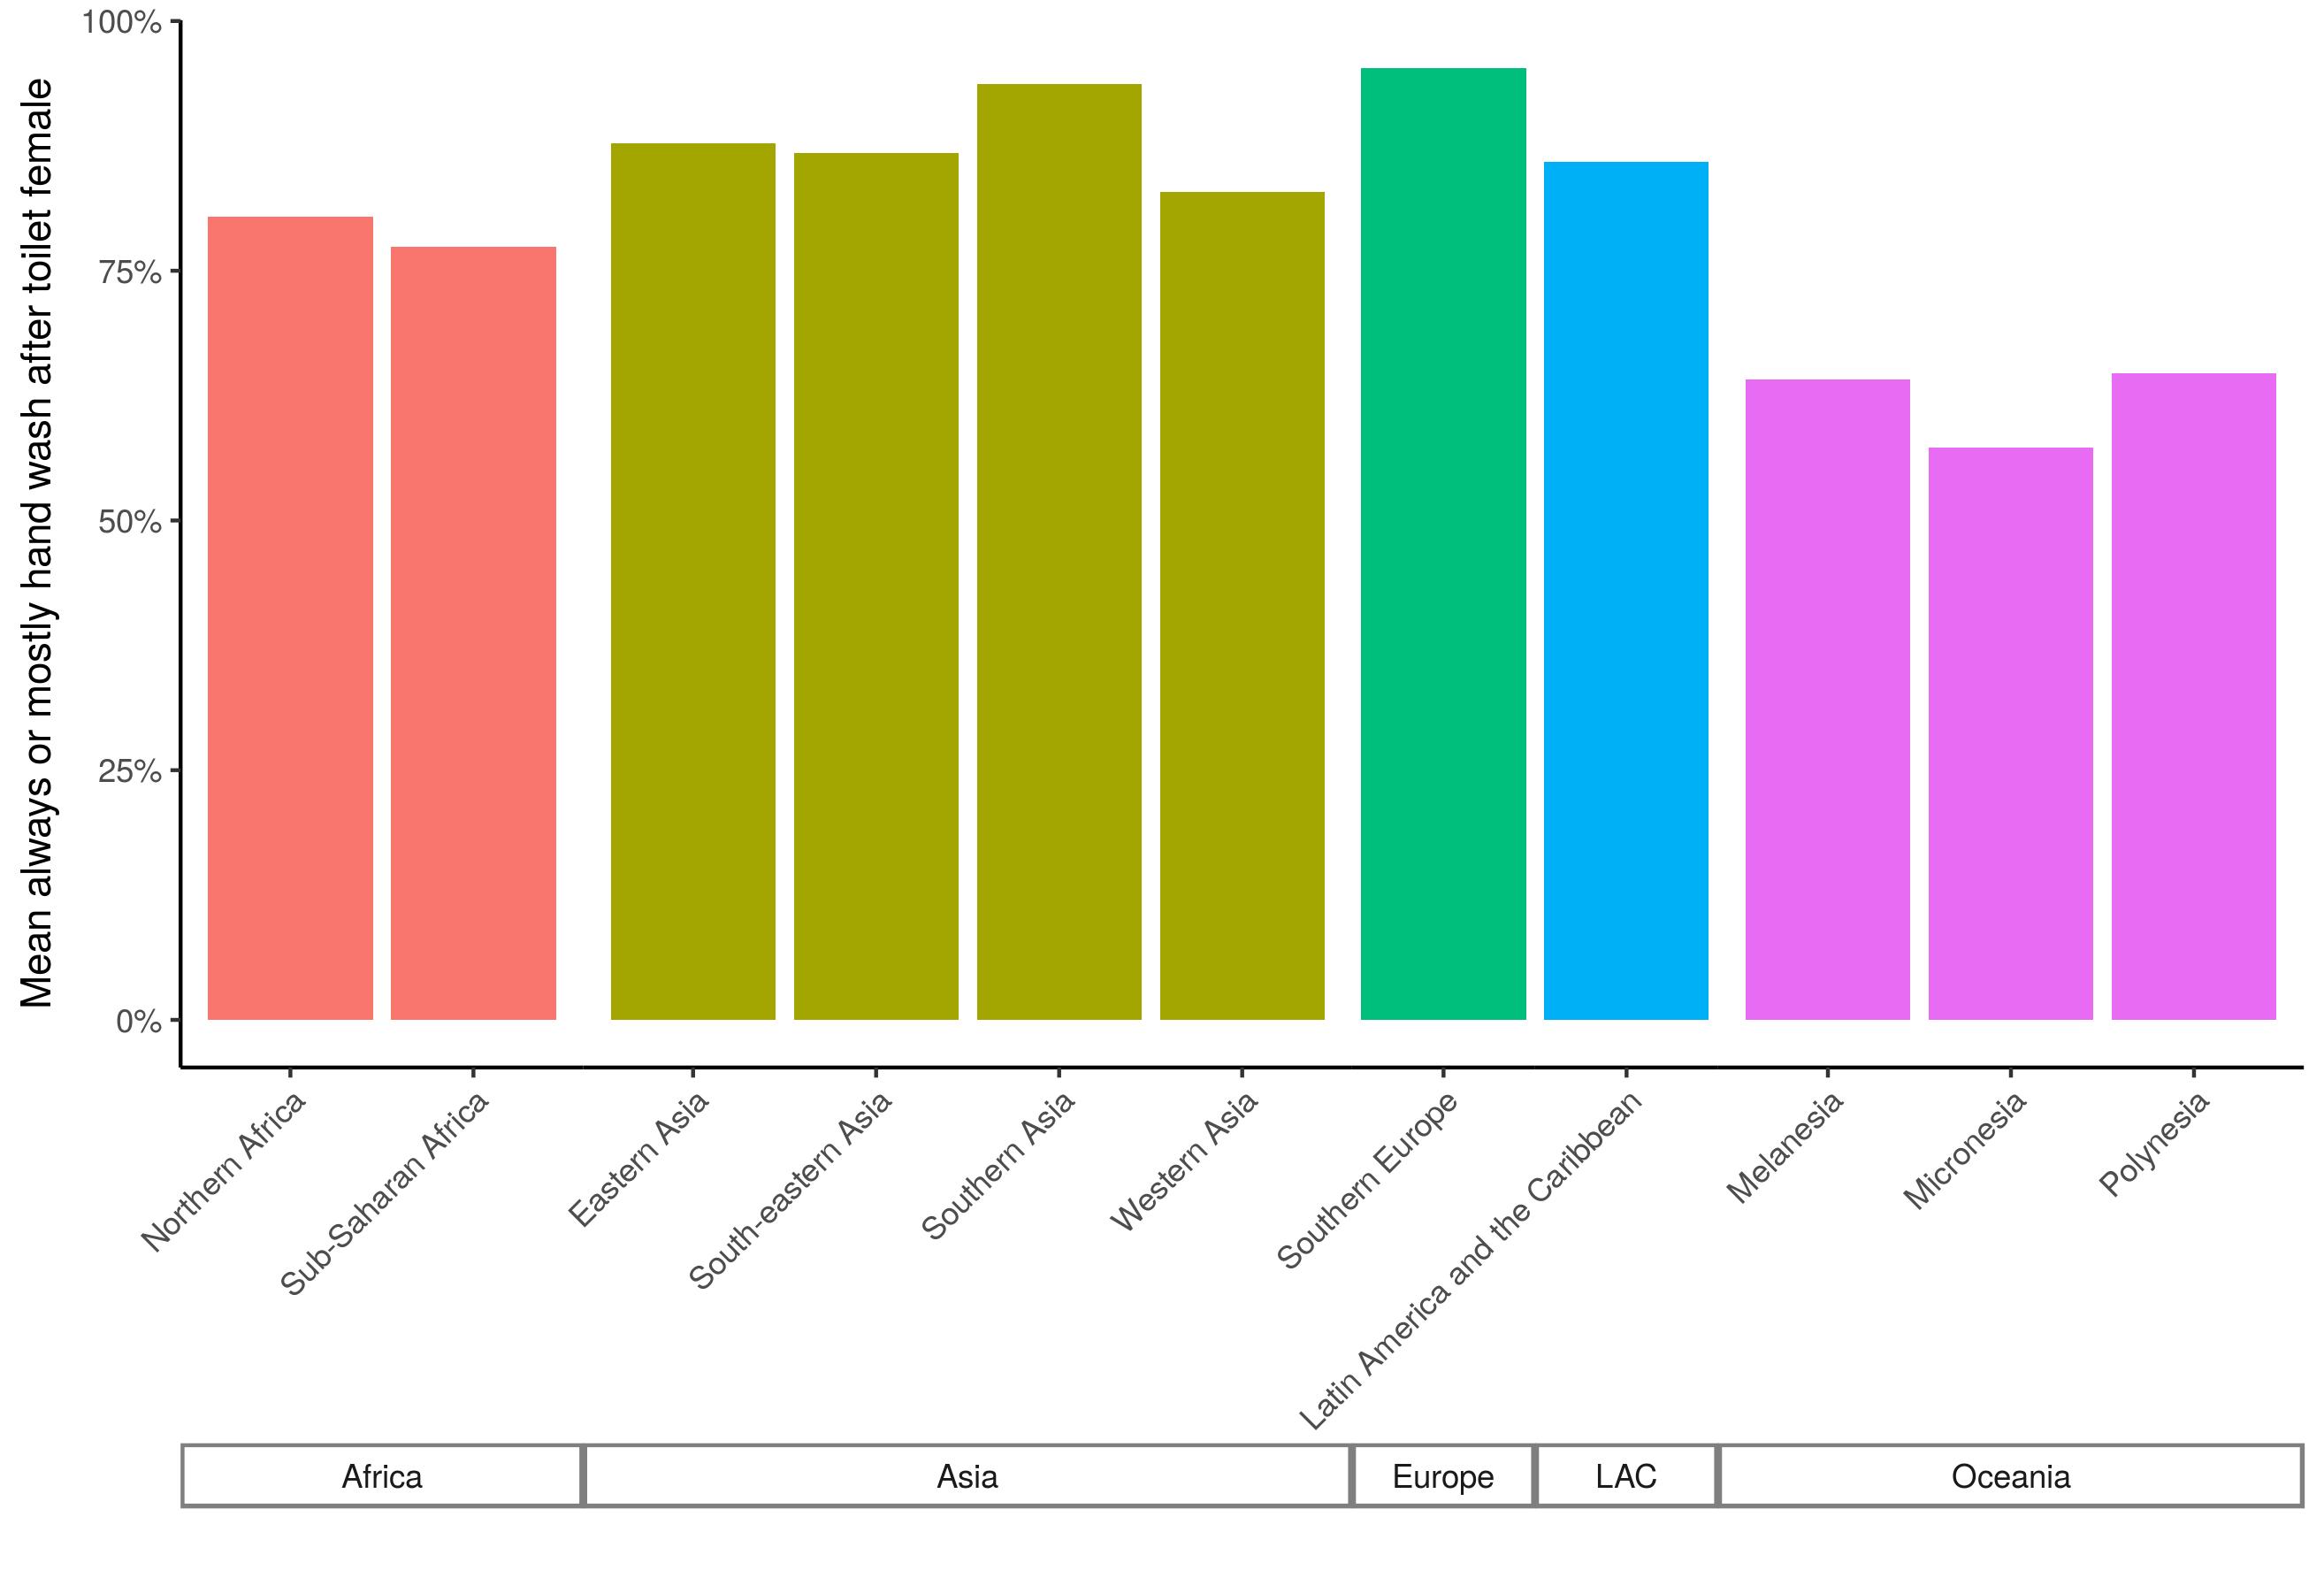 Mean always or mostly hand wash after toilet female
100%
75%
50%
25%
0%
Northern Africa
Sub-Saharan Africa
Eastern Asia
South-eastern Asia
Southern Asia
Western Asia
Southern Europe
Latin America and the Caribbean
Melanesia
Micronesia
Polynesia
Africa
Asia
Europe
LAC
Oceania